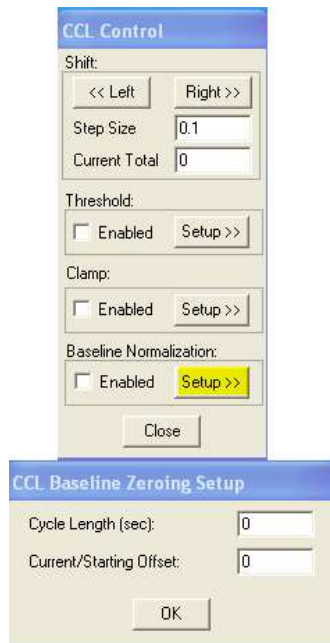 CCL Control
Shift:
<< Left Right >>
Step Size 0.1
Current Total 0
Threshold:
Enabled Setup >>
Clamp:
Enabled Setup >>
Baseline Normalization:
Enabled Setup >>
Close
CCL Baseline Zeroing Setup
Cycle Length (sec): 0
Current/Starting Offset: 0
OK